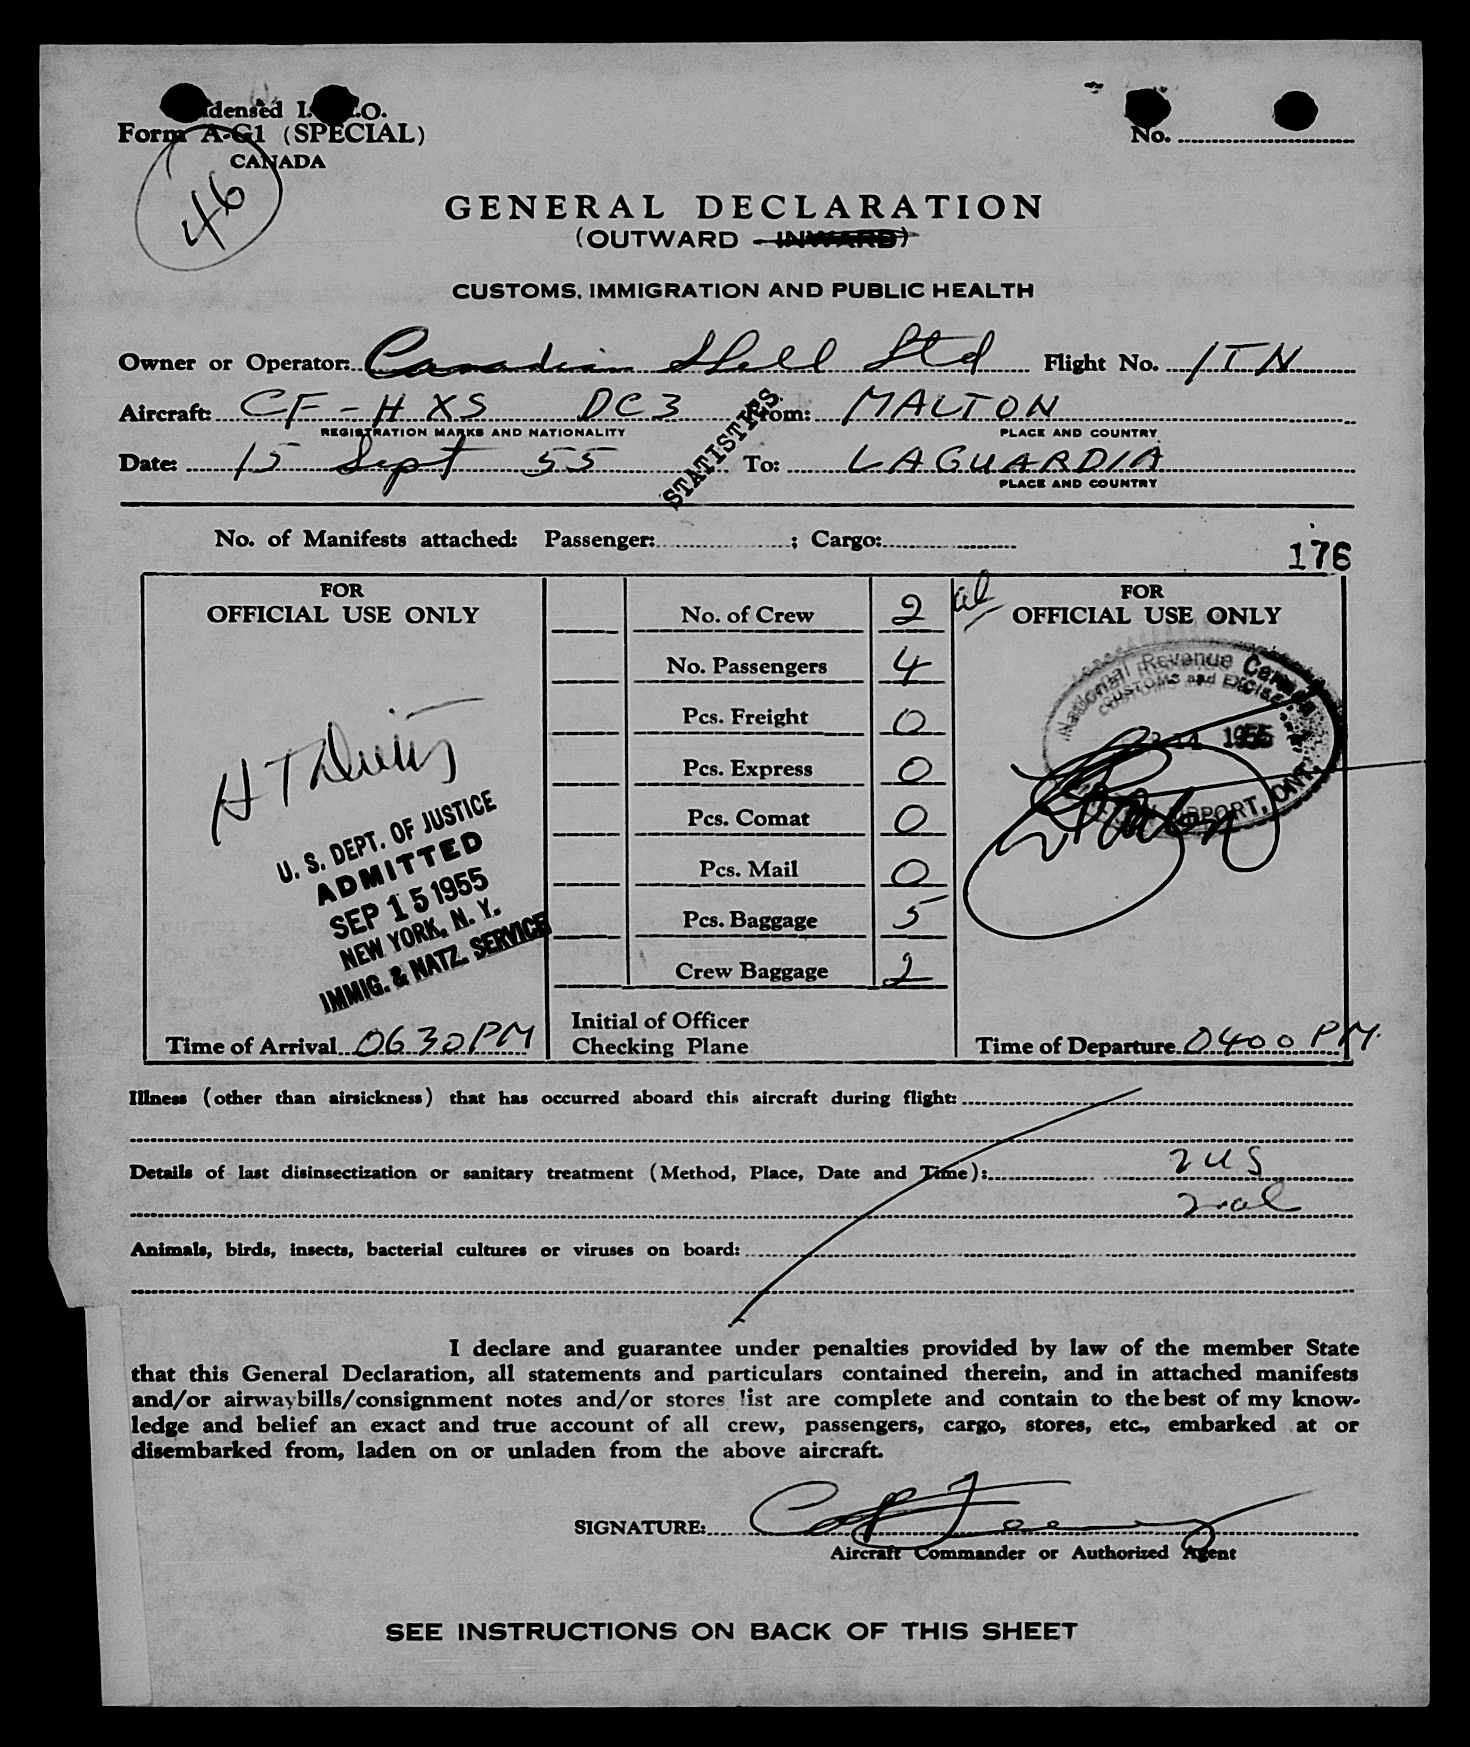 densed I. .O.
Form A-G1 (SPECIAL)
CANADA
46
No.
GENERAL DECLARATION
(OUTWARD - INWARD)
CUSTOMS, IMMIGRATION AND PUBLIC HEALTH
Owner or Operator: Canadian Shell Ltd Flight No. 1TN
Aircraft: CF-HXS DC3 From: MALTON
REGISTRATION MARKS AND NATIONALITY PLACE AND COUNTRY
STATISTICS
Date: 15 Sept 55 To: LAGUARDIA
PLACE AND COUNTRY
No. of Manifests attached: Passenger: ; Cargo:
176
FOR
OFFICIAL USE ONLY
U. S. DEPT. OF JUSTICE
ADMITTED
SEP 15 1955
NEW YORK, N. Y.
IMMIG. & NATZ. SERVICE
Time of Arrival 0630 PM
No. of Crew 2
No. Passengers 4
Pcs. Freight 0
Pcs. Express 0
Pcs. Comat 0
Pcs. Mail 0
Pcs. Baggage 5
Crew Baggage 2
Initial of Officer
Checking Plane
al
FOR
OFFICIAL USE ONLY
National Revenue Canada
CUSTOMS and EXCISE
1955
AIRPORT, ONT.
Time of Departure 0400 PM.
Illness (other than airsickness) that has occurred aboard this aircraft during flight:
Details of last disinsectization or sanitary treatment (Method, Place, Date and Time): 2 US
2 al
Animals, birds, insects, bacterial cultures or viruses on board:
I declare and guarantee under penalties provided by law of the member State
that this General Declaration, all statements and particulars contained therein, and in attached manifests
and/or airwaybills/consignment notes and/or stores list are complete and contain to the best of my know-
ledge and belief an exact and true account of all crew, passengers, cargo, stores, etc., embarked at or
disembarked from, laden on or unladen from the above aircraft.
SIGNATURE:
Aircraft Commander or Authorized Agent
SEE INSTRUCTIONS ON BACK OF THIS SHEET